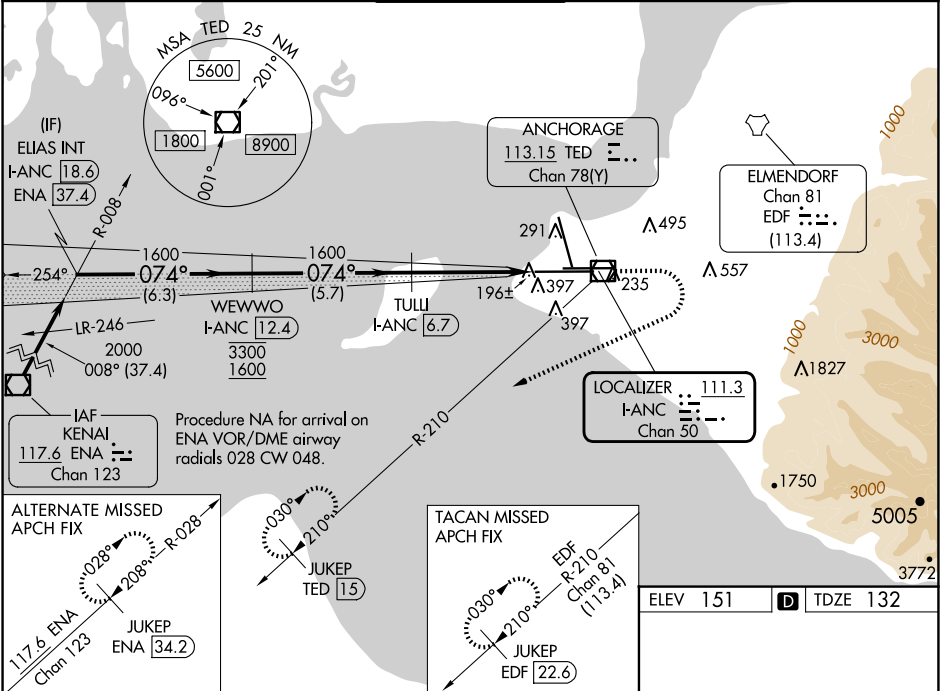 MSA TED 25 NM
5600
201°
096°
1800
8900
001°
(IF)
ELIAS INT
I-ANC 18.6
ENA 37.4
R-008
ANCHORAGE
113.15 TED
Chan 78(Y)
ELMENDORF
Chan 81
EDF
(113.4)
1000
291
495
557
235
1600
1600
254°
074°
074°
(6.3)
(5.7)
196±
397
397
WEWWO
I-ANC 12.4
3300
1600
TULLI
I-ANC 6.7
LR-246
2000
008° (37.4)
1000
3000
1827
LOCALIZER 111.3
I-ANC
Chan 50
IAF
KENAI
117.6 ENA
Chan 123
Procedure NA for arrival on
ENA VOR/DME airway
radials 028 CW 048.
R-210
1750
3000
5005
3772
030°
210°
JUKEP
TED 15
ALTERNATE MISSED
APCH FIX
028°
208°
R-028
117.6 ENA
Chan 123
JUKEP
ENA 34.2
TACAN MISSED
APCH FIX
EDF
R-210
Chan 81
(113.4)
030°
210°
JUKEP
EDF 22.6
ELEV 151 D TDZE 132